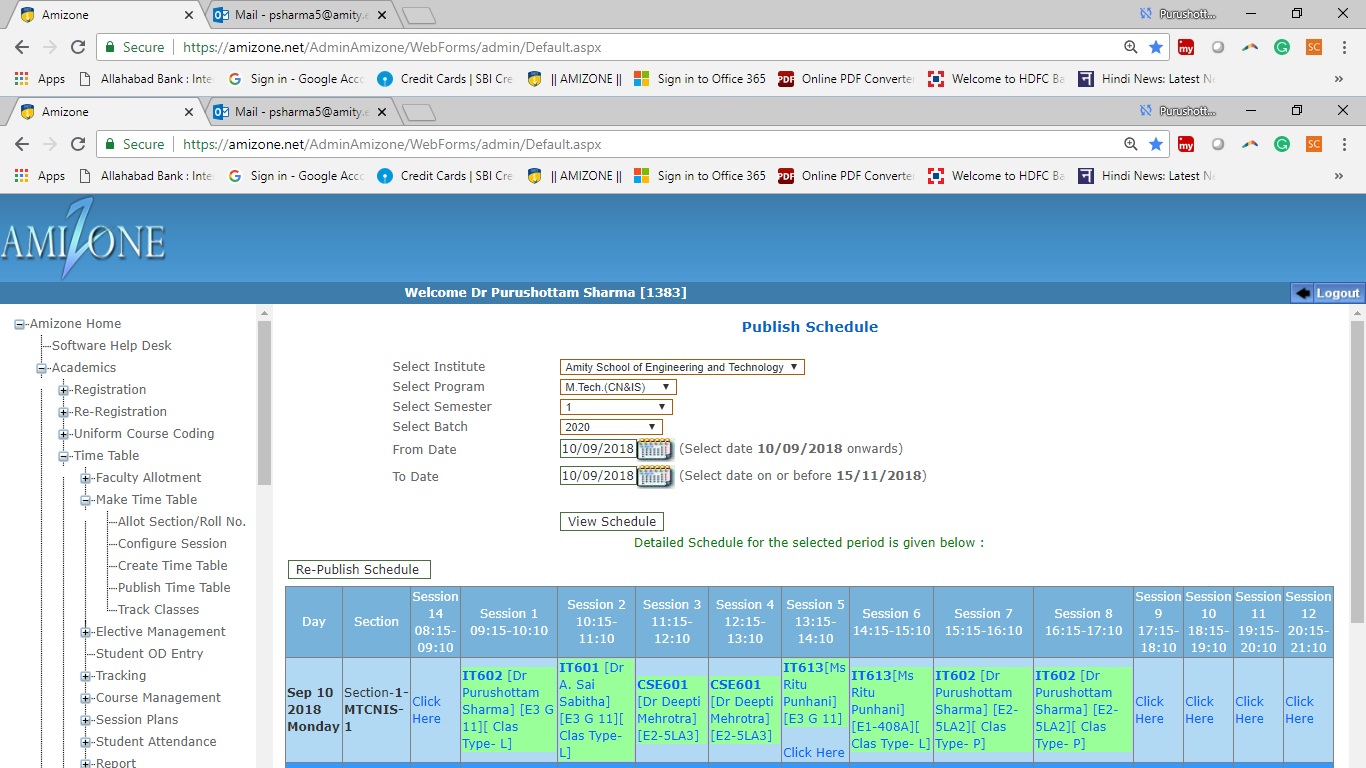 Amizone
Mail - psharma5@amity.e
Purushott...
Secure
https://amizone.net/AdminAmizone/WebForms/admin/Default.aspx
Apps
Allahabad Bank : Inte
Sign in - Google Acco
Credit Cards | SBI Cre
|| AMIZONE ||
Sign in to Office 365
Online PDF Converte
Welcome to HDFC Ba
Hindi News: Latest N
»
Amizone
Mail - psharma5@amity.e
Purushott...
Secure
https://amizone.net/AdminAmizone/WebForms/admin/Default.aspx
Apps
Allahabad Bank : Inte
Sign in - Google Acco
Credit Cards | SBI Cre
|| AMIZONE ||
Sign in to Office 365
Online PDF Converte
Welcome to HDFC Ba
Hindi News: Latest N
»
AMIZONE
Welcome Dr Purushottam Sharma [1383]
Logout
Amizone Home
Software Help Desk
Academics
Registration
Re-Registration
Uniform Course Coding
Time Table
Faculty Allotment
Make Time Table
Allot Section/Roll No.
Configure Session
Create Time Table
Publish Time Table
Track Classes
Elective Management
Student OD Entry
Tracking
Course Management
Session Plans
Student Attendance
Report
Publish Schedule
Select Institute Amity School of Engineering and Technology
Select Program M.Tech.(CN&IS)
Select Semester 1
Select Batch 2020
From Date 10/09/2018 (Select date 10/09/2018 onwards)
To Date 10/09/2018 (Select date on or before 15/11/2018)
View Schedule
Detailed Schedule for the selected period is given below :
Re-Publish Schedule
Day
Section
Session
14
08:15-
09:10
Session 1
09:15-10:10
Session 2
10:15-
11:10
Session 3
11:15-
12:10
Session 4
12:15-
13:10
Session 5
13:15-
14:10
Session 6
14:15-15:10
Session 7
15:15-16:10
Session 8
16:15-17:10
Session
9
17:15-
18:10
Session
10
18:15-
19:10
Session
11
19:15-
20:10
Session
12
20:15-
21:10
Sep 10
2018
Monday
Section-1-
MTCNIS-
1
Click
Here
IT602 [Dr
Purushottam
Sharma] [E3 G
11][ Clas
Type- L]
IT601 [Dr
A. Sai
Sabitha]
[E3 G 11][
Clas Type-
L]
CSE601
[Dr Deepti
Mehrotra]
[E2-5LA3]
CSE601
[Dr Deepti
Mehrotra]
[E2-5LA3]
IT613[Ms
Ritu
Punhani]
[E3 G 11]
Click Here
IT613[Ms
Ritu
Punhani]
[E1-408A][
Clas Type- L]
IT602 [Dr
Purushottam
Sharma] [E2-
5LA2][ Clas
Type- P]
IT602 [Dr
Purushottam
Sharma] [E2-
5LA2][ Clas
Type- P]
Click
Here
Click
Here
Click
Here
Click
Here